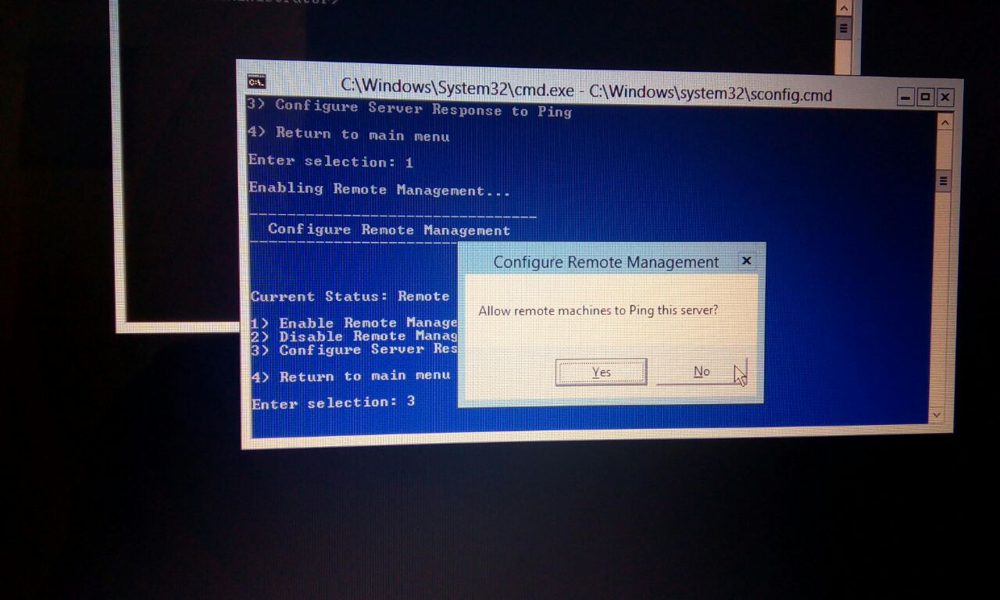 C:\Windows\System32\cmd.exe - C:\Windows\system32\sconfig.cmd
3) Configure Server Response to Ping
4) Return to main menu
Enter selection: 1
Enabling Remote Management...
-------------------------------
Configure Remote Management
Current Status: Remote
1) Enable Remote Manage
2) Disable Remote Manag
3) Configure Server Res
4) Return to main menu
Enter selection: 3
Configure Remote Management
Allow remote machines to Ping this server?
Yes
No